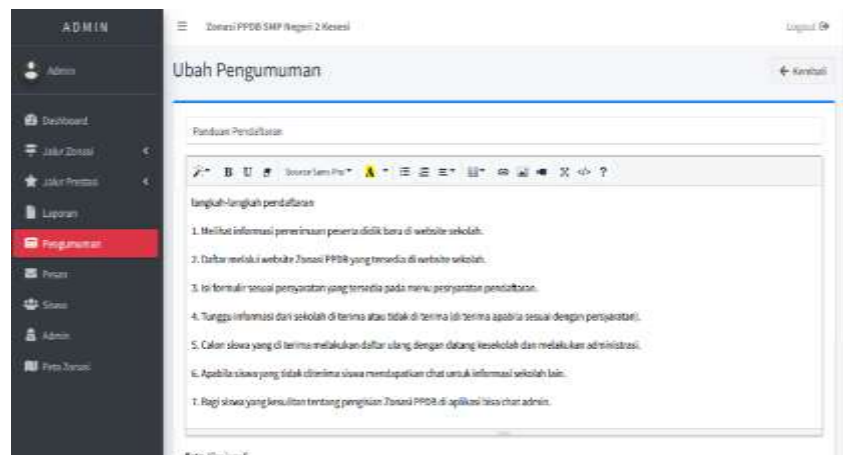 ADMIN
Zonasi PPDB SMP Negeri 2 Kesesi
Logout
Admin
Ubah Pengumuman
Kembali
Dashboard
Jalur Zonasi
Jalur Prestasi
Laporan
Pengumuman
Pesan
Siswa
Admin
Peta Zonasi
Panduan Pendaftaran
B U Source Sans Pro A ?
langkah-langkah pendaftaran
1. Melihat informasi penerimaan peserta didik baru di website sekolah.
2. Daftar melalui website Zonasi PPDB yang tersedia di website sekolah.
3. Isi formulir sesuai persyaratan yang tersedia pada menu persyaratan pendaftaran.
4. Tunggu informasi dari sekolah di terima atau tidak di terima (di terima apabila sesuai dengan persyaratan).
5. Calon siswa yang di terima melakukan daftar ulang dengan datang kesekolah dan melakukan administrasi.
6. Apabila siswa yang tidak diterima siswa mendapatkan chat untuk informasi sekolah lain.
7. Bagi siswa yang kesulitan tentang pengisian Zonasi PPDB di aplikasi bisa chat admin.